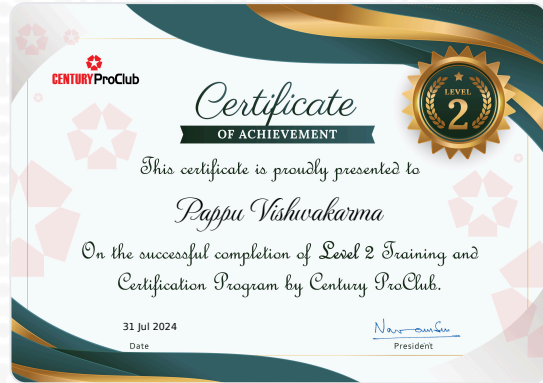 CENTURY ProClub
LEVEL
2
Certificate
OF ACHIEVEMENT
This certificate is proudly presented to
Pappu Vishwakarma
On the successful completion of Level 2 Training and
Certification Program by Century ProClub.
31 Jul 2024
Date
President